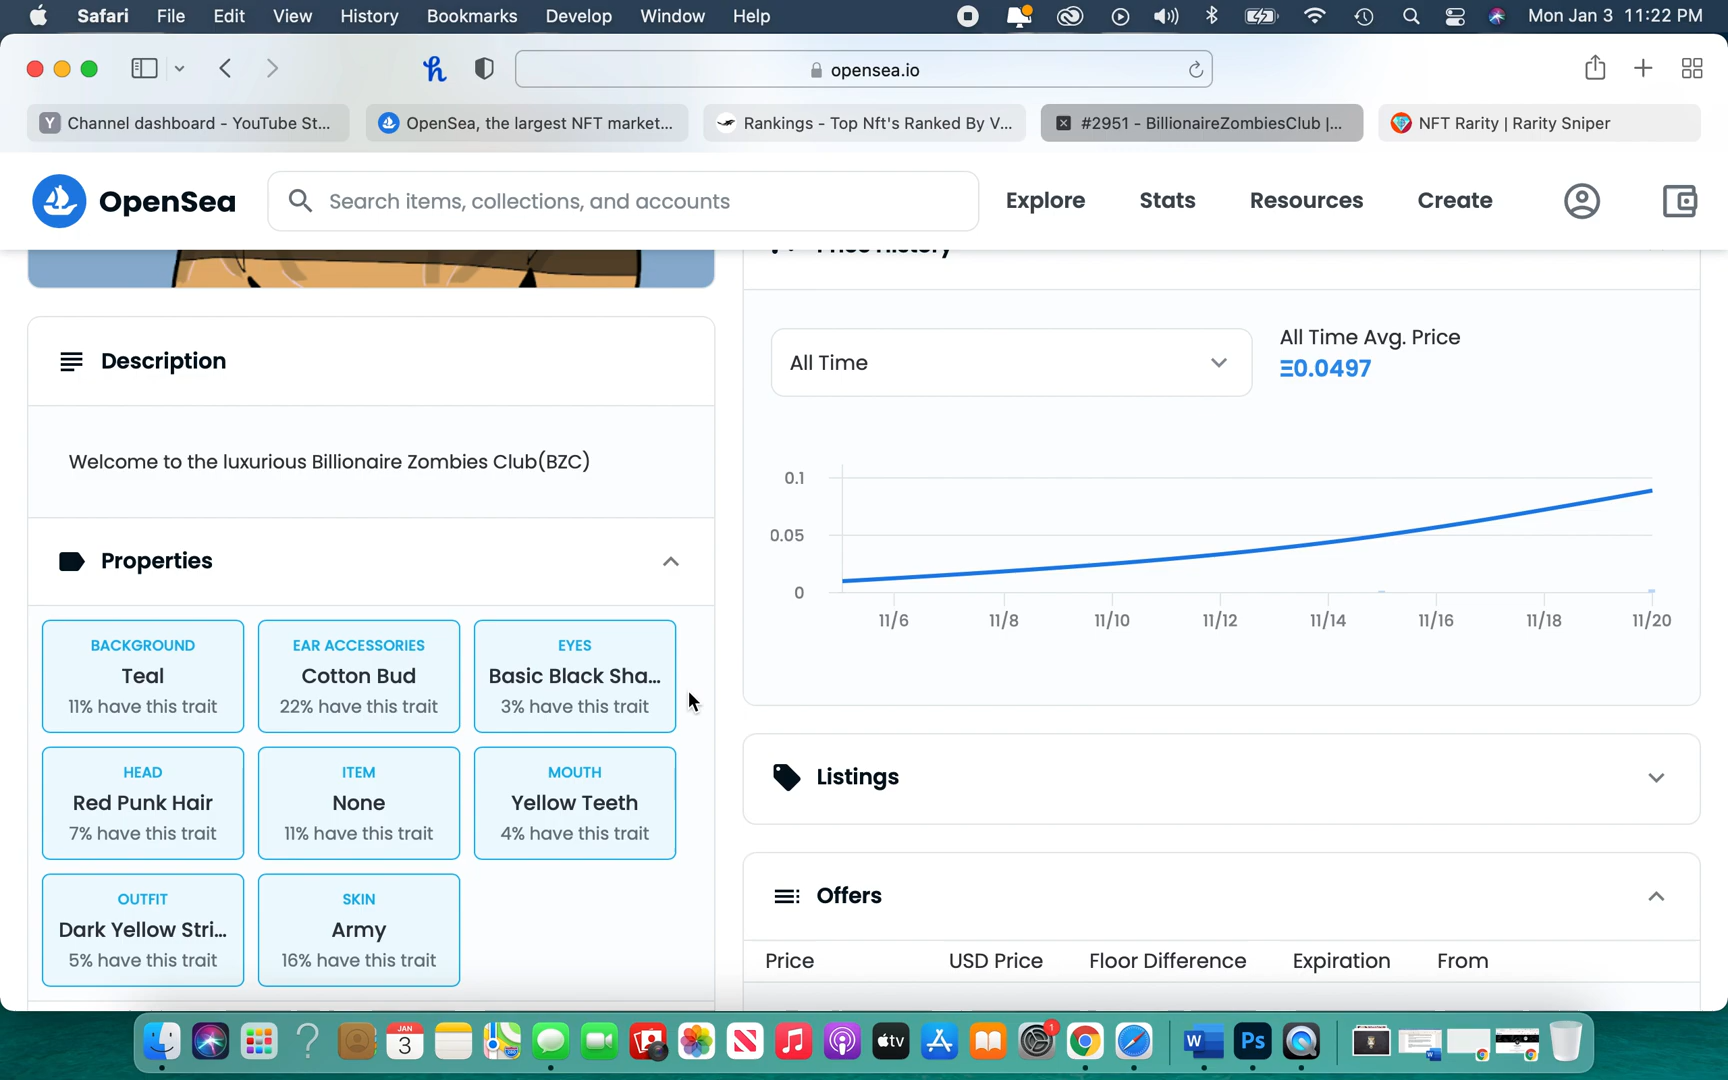 Safari File Edit View History Bookmarks Develop Window Help Mon Jan 3 11:22 PM
opensea.io
Y Channel dashboard - YouTube St... OpenSea, the largest NFT market... Rankings - Top Nft's Ranked By V... #2951 - BillionaireZombiesClub |... NFT Rarity | Rarity Sniper
OpenSea Search items, collections, and accounts Explore Stats Resources Create
Price History
Description
Welcome to the luxurious Billionaire Zombies Club(BZC)
Properties
BACKGROUND
Teal
11% have this trait
EAR ACCESSORIES
Cotton Bud
22% have this trait
EYES
Basic Black Sha...
3% have this trait
HEAD
Red Punk Hair
7% have this trait
ITEM
None
11% have this trait
MOUTH
Yellow Teeth
4% have this trait
OUTFIT
Dark Yellow Stri...
5% have this trait
SKIN
Army
16% have this trait
All Time
All Time Avg. Price
Ξ0.0497
0.1
0.05
0
11/6 11/8 11/10 11/12 11/14 11/16 11/18 11/20
Listings
Offers
Price USD Price Floor Difference Expiration From
JAN
3
tv
1
W
Ps